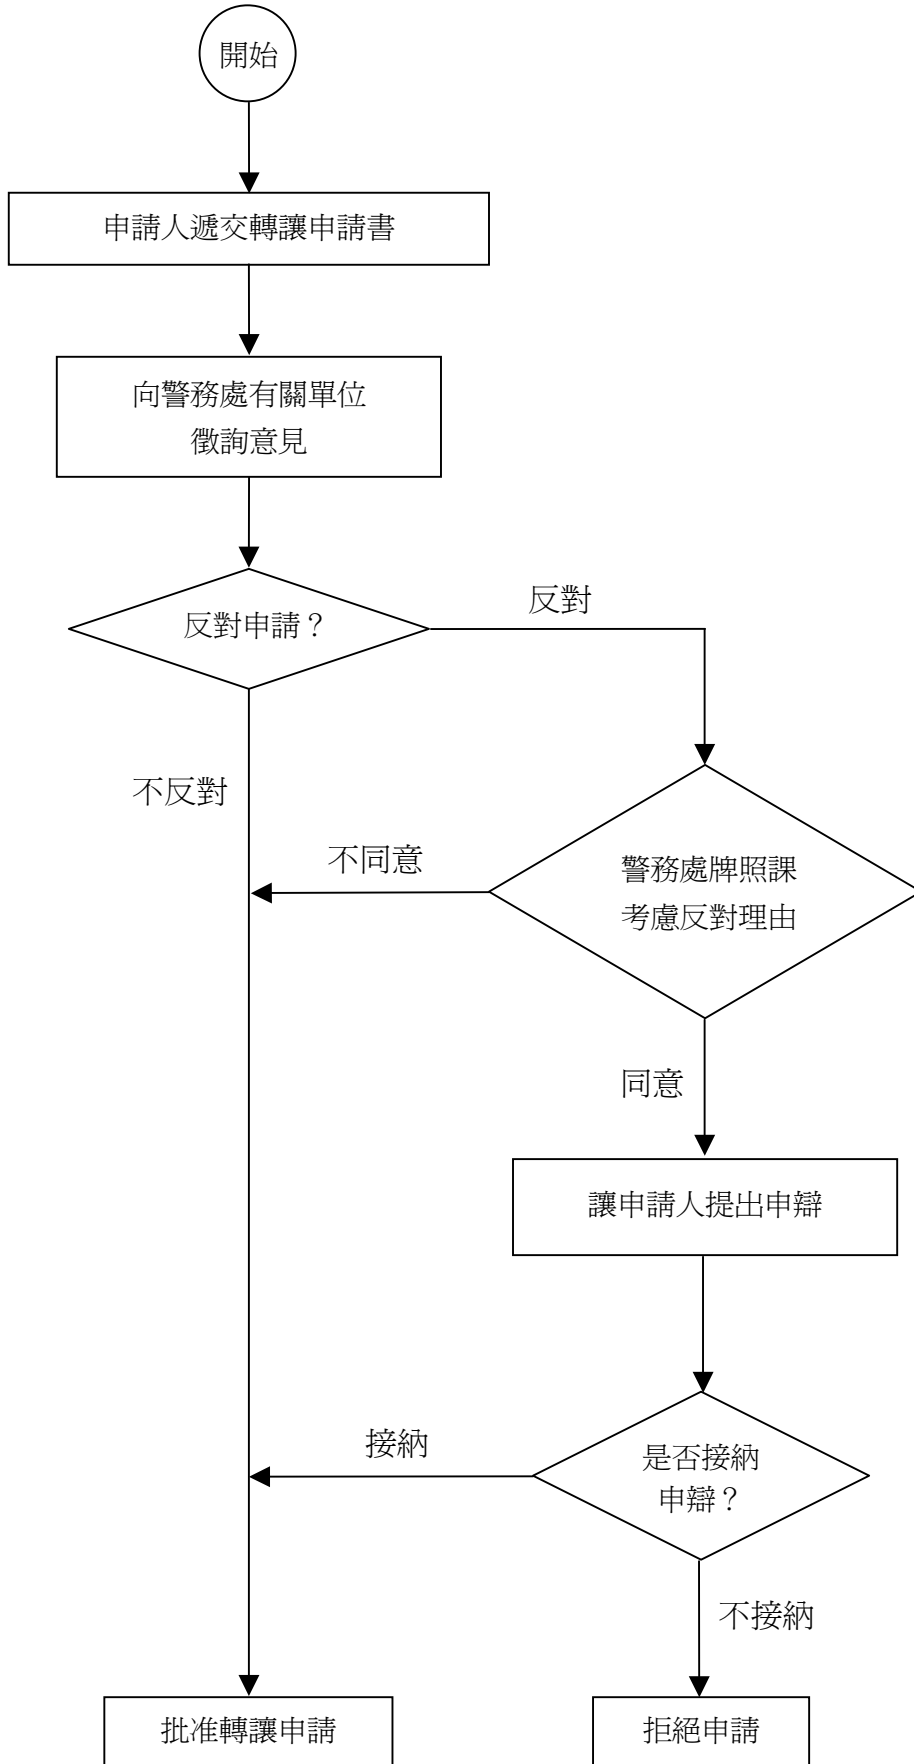 開始
申請人遞交轉讓申請書
向警務處有關單位
徵詢意見
反對申請？
反對
不反對
不同意
警務處牌照課
考慮反對理由
同意
讓申請人提出申辯
接納
是否接納
申辯？
不接納
批准轉讓申請
拒絕申請